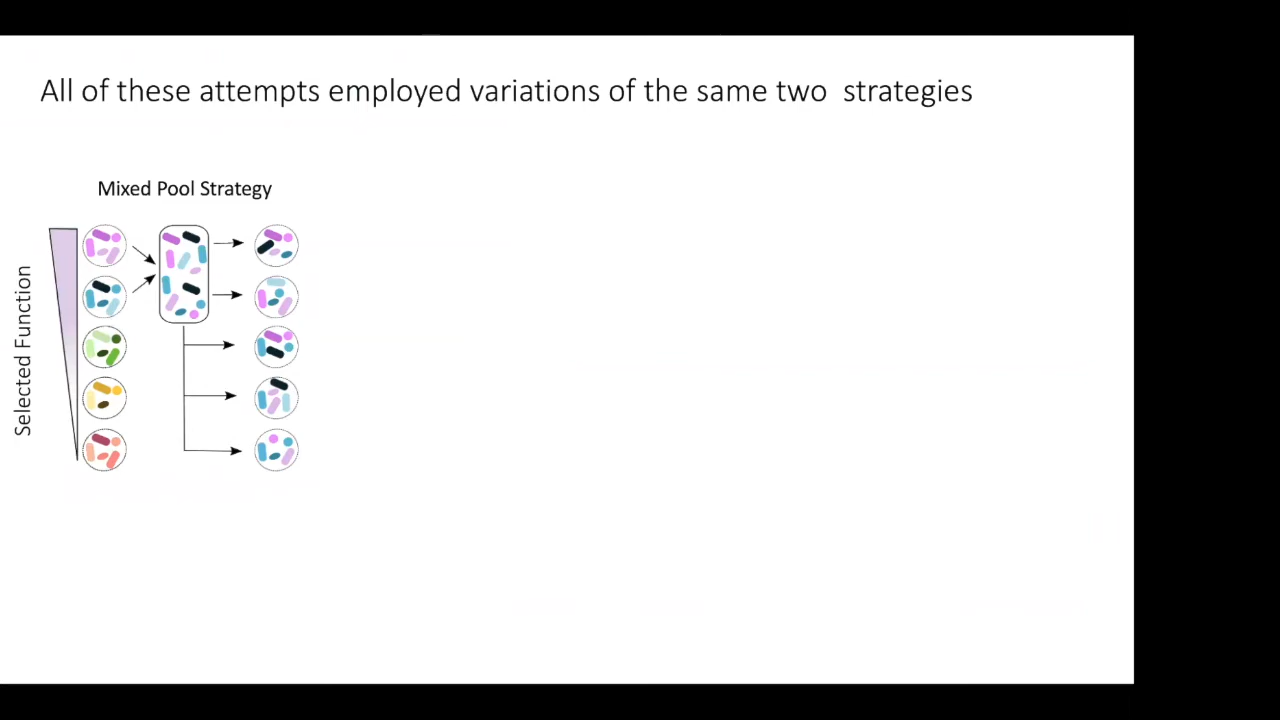 All of these attempts employed variations of the same two  strategies
Mixed Pool Strategy
Selected Function